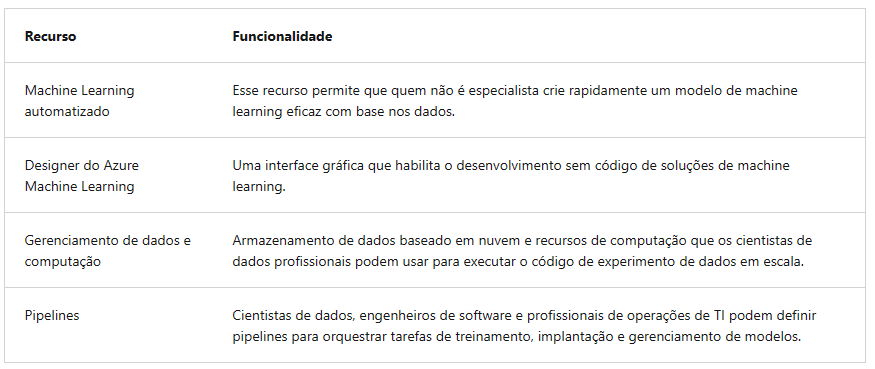 Recurso Funcionalidade
Machine Learning automatizado
Esse recurso permite que quem não é especialista crie rapidamente um modelo de machine
learning eficaz com base nos dados.
Designer do Azure
Machine Learning
Uma interface gráfica que habilita o desenvolvimento sem código de soluções de machine
learning.
Gerenciamento de dados e
computação
Armazenamento de dados baseado em nuvem e recursos de computação que os cientistas de
dados profissionais podem usar para executar o código de experimento de dados em escala.
Pipelines
Cientistas de dados, engenheiros de software e profissionais de operações de TI podem definir
pipelines para orquestrar tarefas de treinamento, implantação e gerenciamento de modelos.